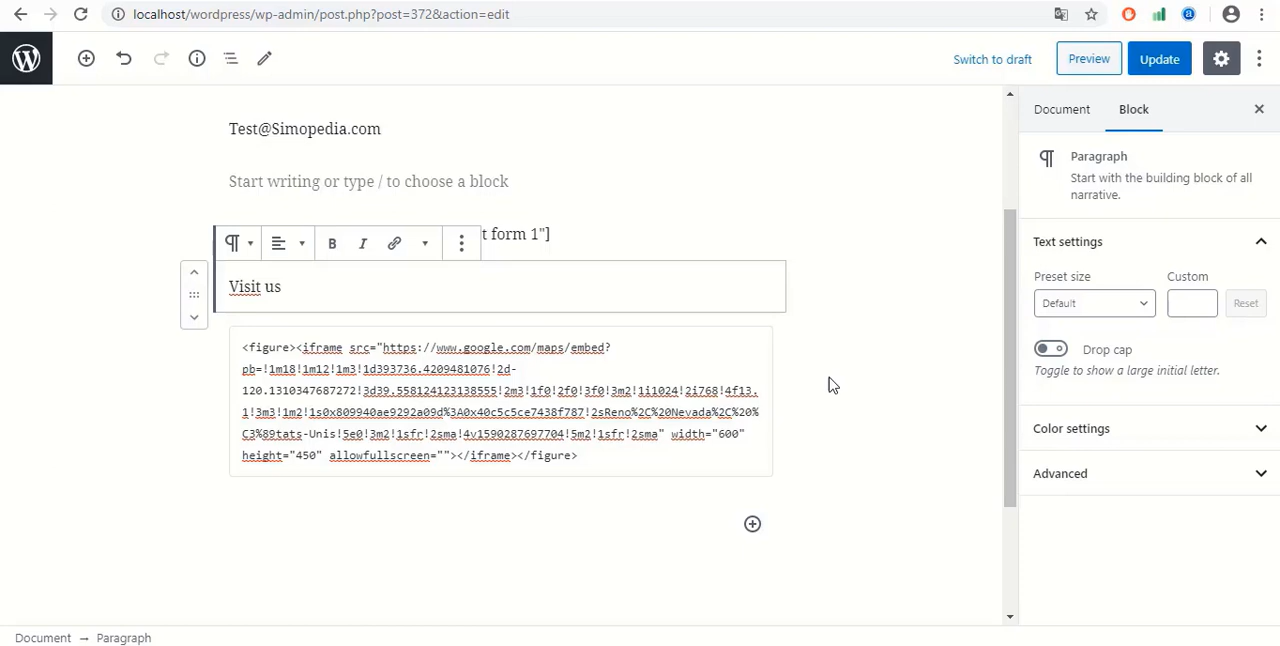 localhost/wordpress/wp-admin/post.php?post=372&action=edit
Switch to draft
Preview
Update
Document
Block
Test@Simopedia.com
Start writing or type / to choose a block
t form 1"]
Visit us
<figure><iframe src="https://www.google.com/maps/embed?
pb=!1m18!1m12!1m3!1d393736.4209481076!2d-
120.1310347687272!3d39.558124123138555!2m3!1f0!2f0!3f0!3m2!1i1024!2i768!4f13.
1!3m3!1m2!1s0x809940ae9292a09d%3A0x40c5c5ce7438f787!2sReno%2C%20Nevada%2C%20%
C3%89tats-Unis!5e0!3m2!1sfr!2sma!4v1590287697704!5m2!1sfr!2sma" width="600"
height="450" allowfullscreen=""></iframe></figure>
Paragraph
Start with the building block of all
narrative.
Text settings
Preset size
Custom
Default
Reset
Drop cap
Toggle to show a large initial letter.
Color settings
Advanced
Document → Paragraph